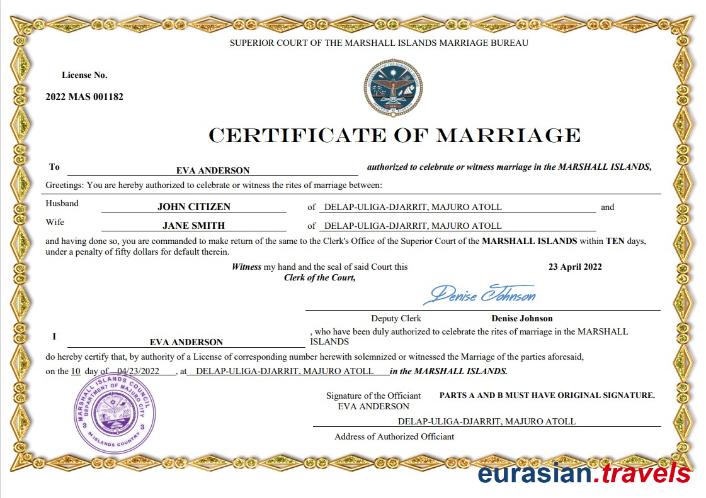 SUPERIOR COURT OF THE MARSHALL ISLANDS MARRIAGE BUREAU
License No.
2022 MAS 001182
CERTIFICATE OF MARRIAGE
To EVA ANDERSON authorized to celebrate or witness marriage in the MARSHALL ISLANDS,
Greetings: You are hereby authorized to celebrate or witness the rites of marriage between:
Husband JOHN CITIZEN of DELAP-ULIGA-DJARRIT, MAJURO ATOLL and
Wife JANE SMITH of DELAP-ULIGA-DJARRIT, MAJURO ATOLL
and having done so, you are commanded to make return of the same to the Clerk's Office of the Superior Court of the MARSHALL ISLANDS within TEN days,
under a penalty of fifty dollars for default therein.
Witness my hand and the seal of said Court this 23 April 2022
Clerk of the Court,
Denise Johnson
Deputy Clerk Denise Johnson
I EVA ANDERSON , who have been duly authorized to celebrate the rites of marriage in the MARSHALL
ISLANDS
do hereby certify that, by authority of a License of corresponding number herewith solemnized or witnessed the Marriage of the parties aforesaid,
on the 10 day of 04/23/2022 , at DELAP-ULIGA-DJARRIT, MAJURO ATOLL in the MARSHALL ISLANDS.
MARSHALL ISLANDS COUNCIL
DEPARTMENT OF MAJURO CITY
M ISLANDS COUNTRY
Signature of the Officiant PARTS A AND B MUST HAVE ORIGINAL SIGNATURE.
EVA ANDERSON
DELAP-ULIGA-DJARRIT, MAJURO ATOLL
Address of Authorized Officiant
eurasian.travels